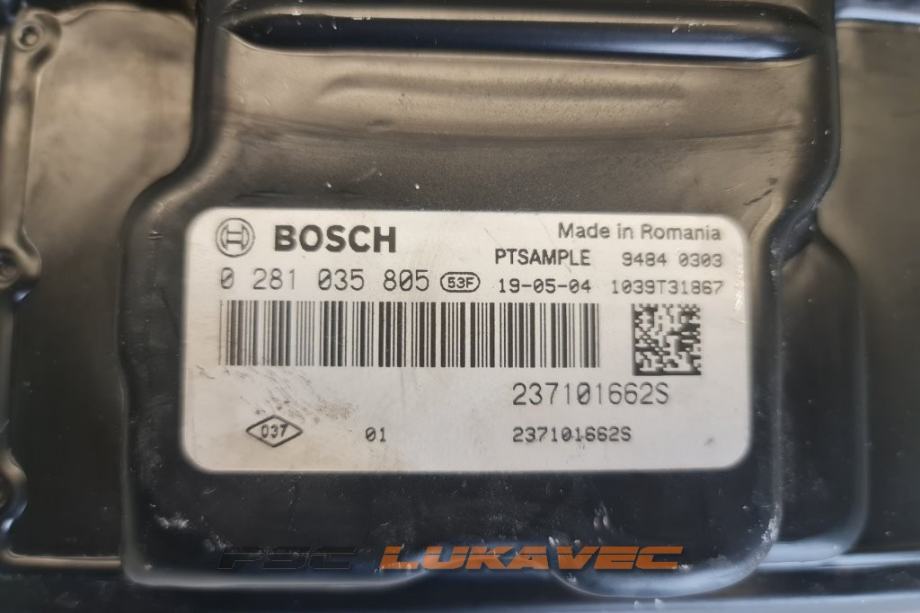 BOSCH
Made in Romania
PTSAMPLE 9484 0303
0 281 035 805 53F 19-05-04 1039T31867
237101662S
037 01 237101662S
PSC LUKAVEC